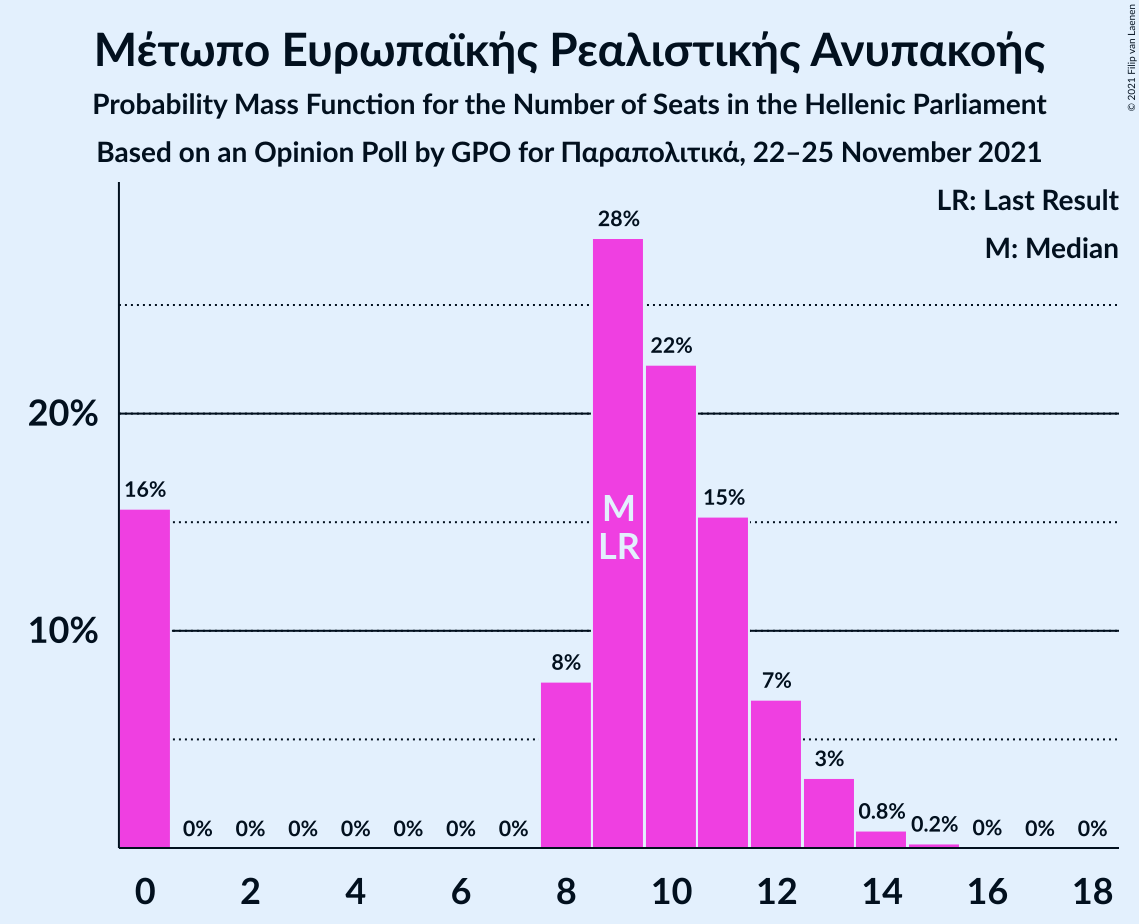 © 2021 Filip van Laenen
Μέτωπο Ευρωπαϊκής Ρεαλιστικής Ανυπακοής
Probability Mass Function for the Number of Seats in the Hellenic Parliament
Based on an Opinion Poll by GPO for Παραπολιτικά, 22–25 November 2021
LR: Last Result
M: Median
28%
22%
20%
16%
15%
M
LR
10%
8%
7%
3%
0.8%
0.2%
0% 0% 0% 0% 0% 0% 0% 0% 0% 0%
0 2 4 6 8 10 12 14 16 18